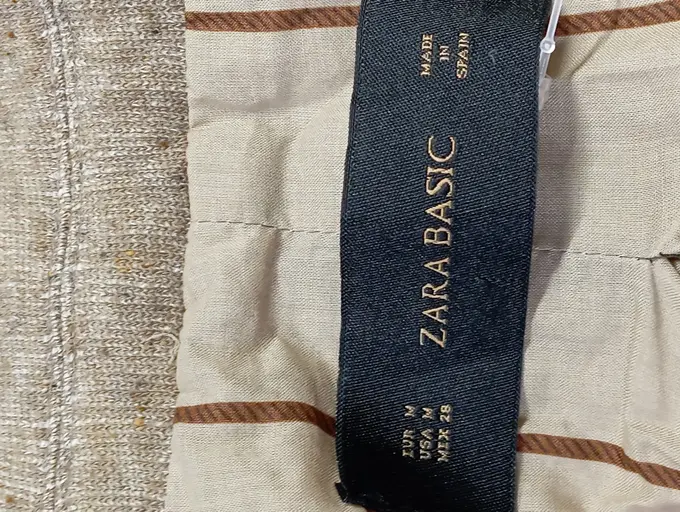 MADE
IN
SPAIN
ZARA BASIC
EUR M
USA M
MEX 28